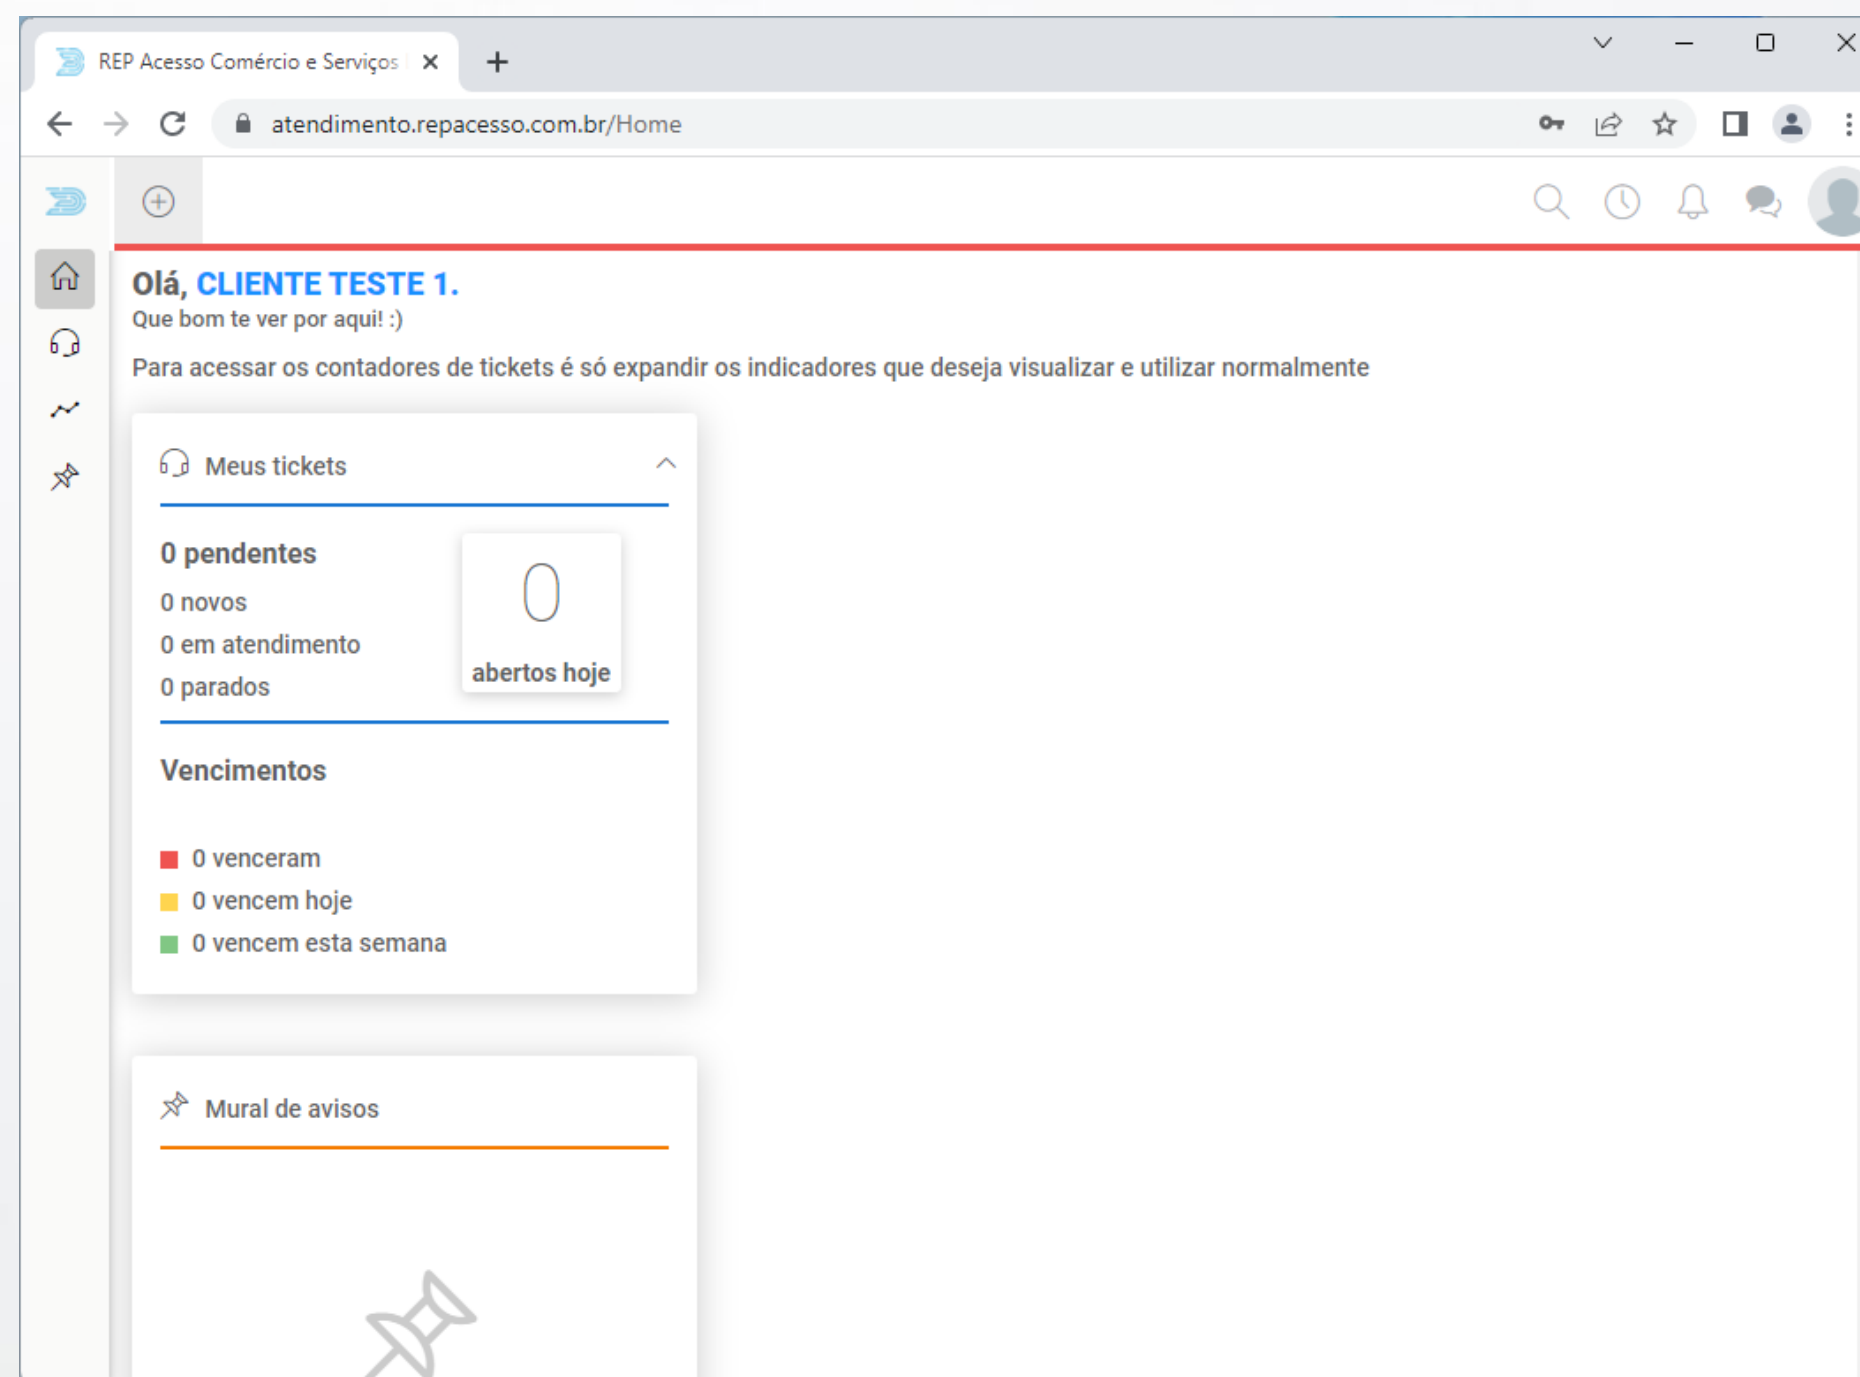 REP Acesso Comércio e Serviços
atendimento.repacesso.com.br/Home
Olá, CLIENTE TESTE 1.
Que bom te ver por aqui! :)
Para acessar os contadores de tickets é só expandir os indicadores que deseja visualizar e utilizar normalmente
Meus tickets
0 pendentes
0 novos
0 em atendimento
0 parados
0
abertos hoje
Vencimentos
0 venceram
0 vencem hoje
0 vencem esta semana
Mural de avisos